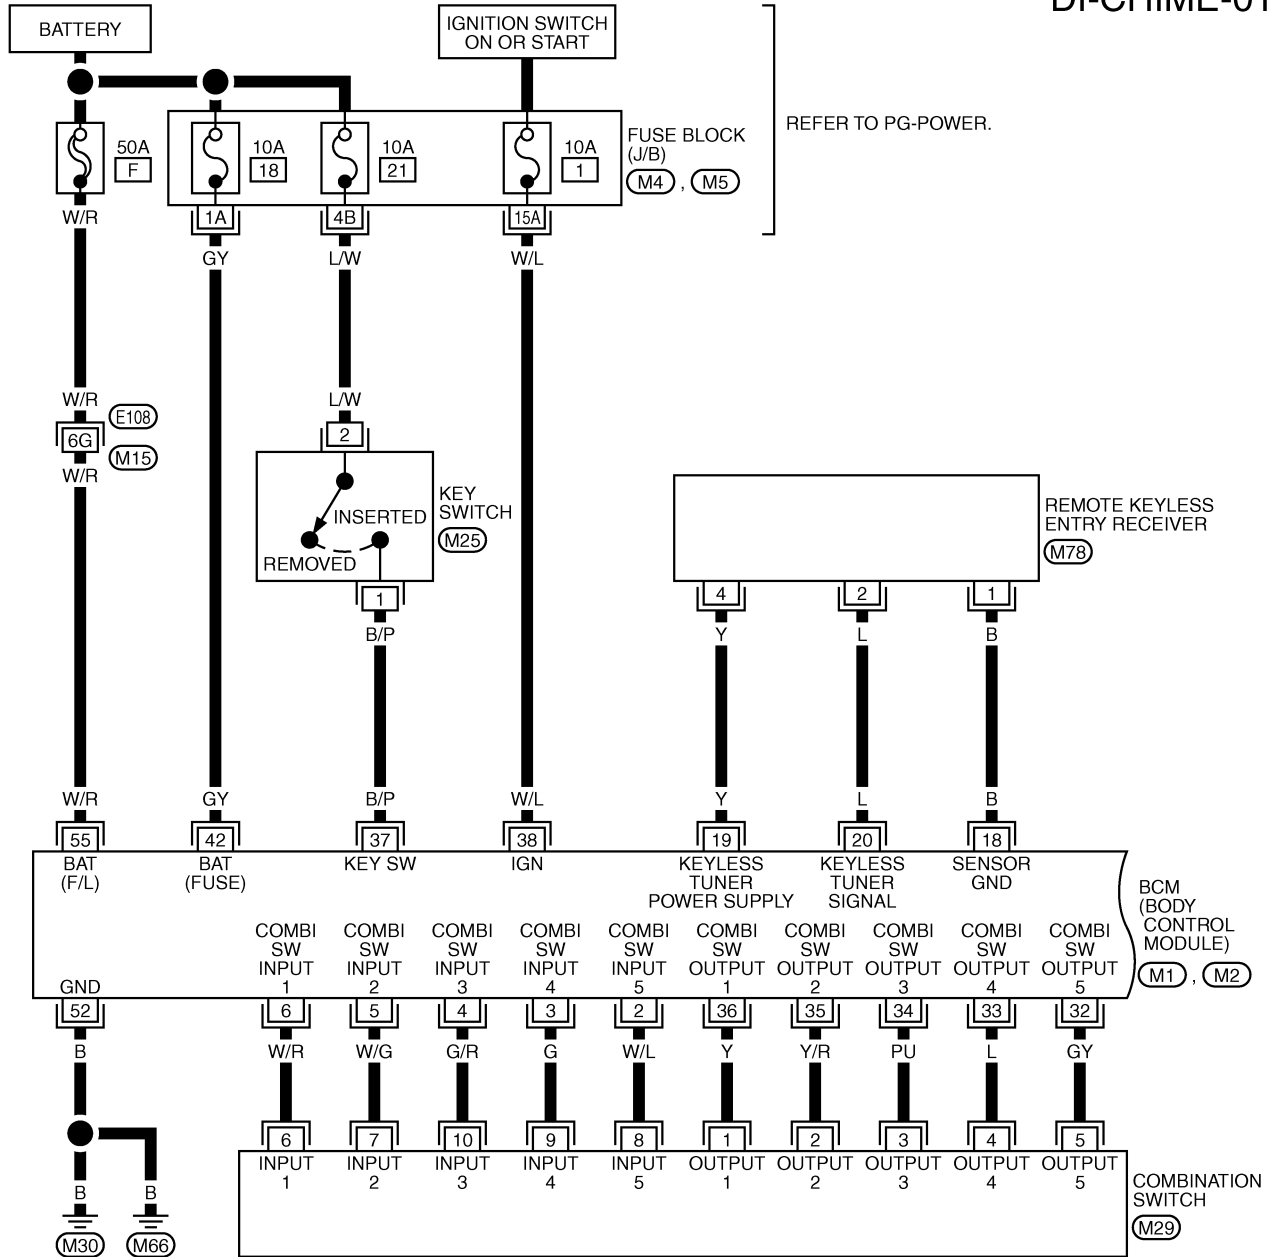 DI-CHIME-01
BATTERY
IGNITION SWITCH
ON OR START
REFER TO PG-POWER.
50A
F
10A
18
10A
21
10A
1
FUSE BLOCK
(J/B)
M4 , M5
W/R
1A
4B
15A
GY
L/W
W/L
W/R
L/W
E108
6G
M15
W/R
2
KEY
SWITCH
M25
INSERTED
REMOVED
1
REMOTE KEYLESS
ENTRY RECEIVER
M78
4
2
1
B/P
Y
L
B
W/R
GY
B/P
W/L
Y
L
B
55
42
37
38
19
20
18
BAT
(F/L)
BAT
(FUSE)
KEY SW
IGN
KEYLESS
TUNER
POWER SUPPLY
KEYLESS
TUNER
SIGNAL
SENSOR
GND
BCM
(BODY
CONTROL
MODULE)
M1 , M2
GND
COMBI
SW
INPUT
1
COMBI
SW
INPUT
2
COMBI
SW
INPUT
3
COMBI
SW
INPUT
4
COMBI
SW
INPUT
5
COMBI
SW
OUTPUT
1
COMBI
SW
OUTPUT
2
COMBI
SW
OUTPUT
3
COMBI
SW
OUTPUT
4
COMBI
SW
OUTPUT
5
52
6
5
4
3
2
36
35
34
33
32
B
W/R
W/G
G/R
G
W/L
Y
Y/R
PU
L
GY
6
7
10
9
8
1
2
3
4
5
INPUT
1
INPUT
2
INPUT
3
INPUT
4
INPUT
5
OUTPUT
1
OUTPUT
2
OUTPUT
3
OUTPUT
4
OUTPUT
5
COMBINATION
SWITCH
M29
B
B
M30
M66